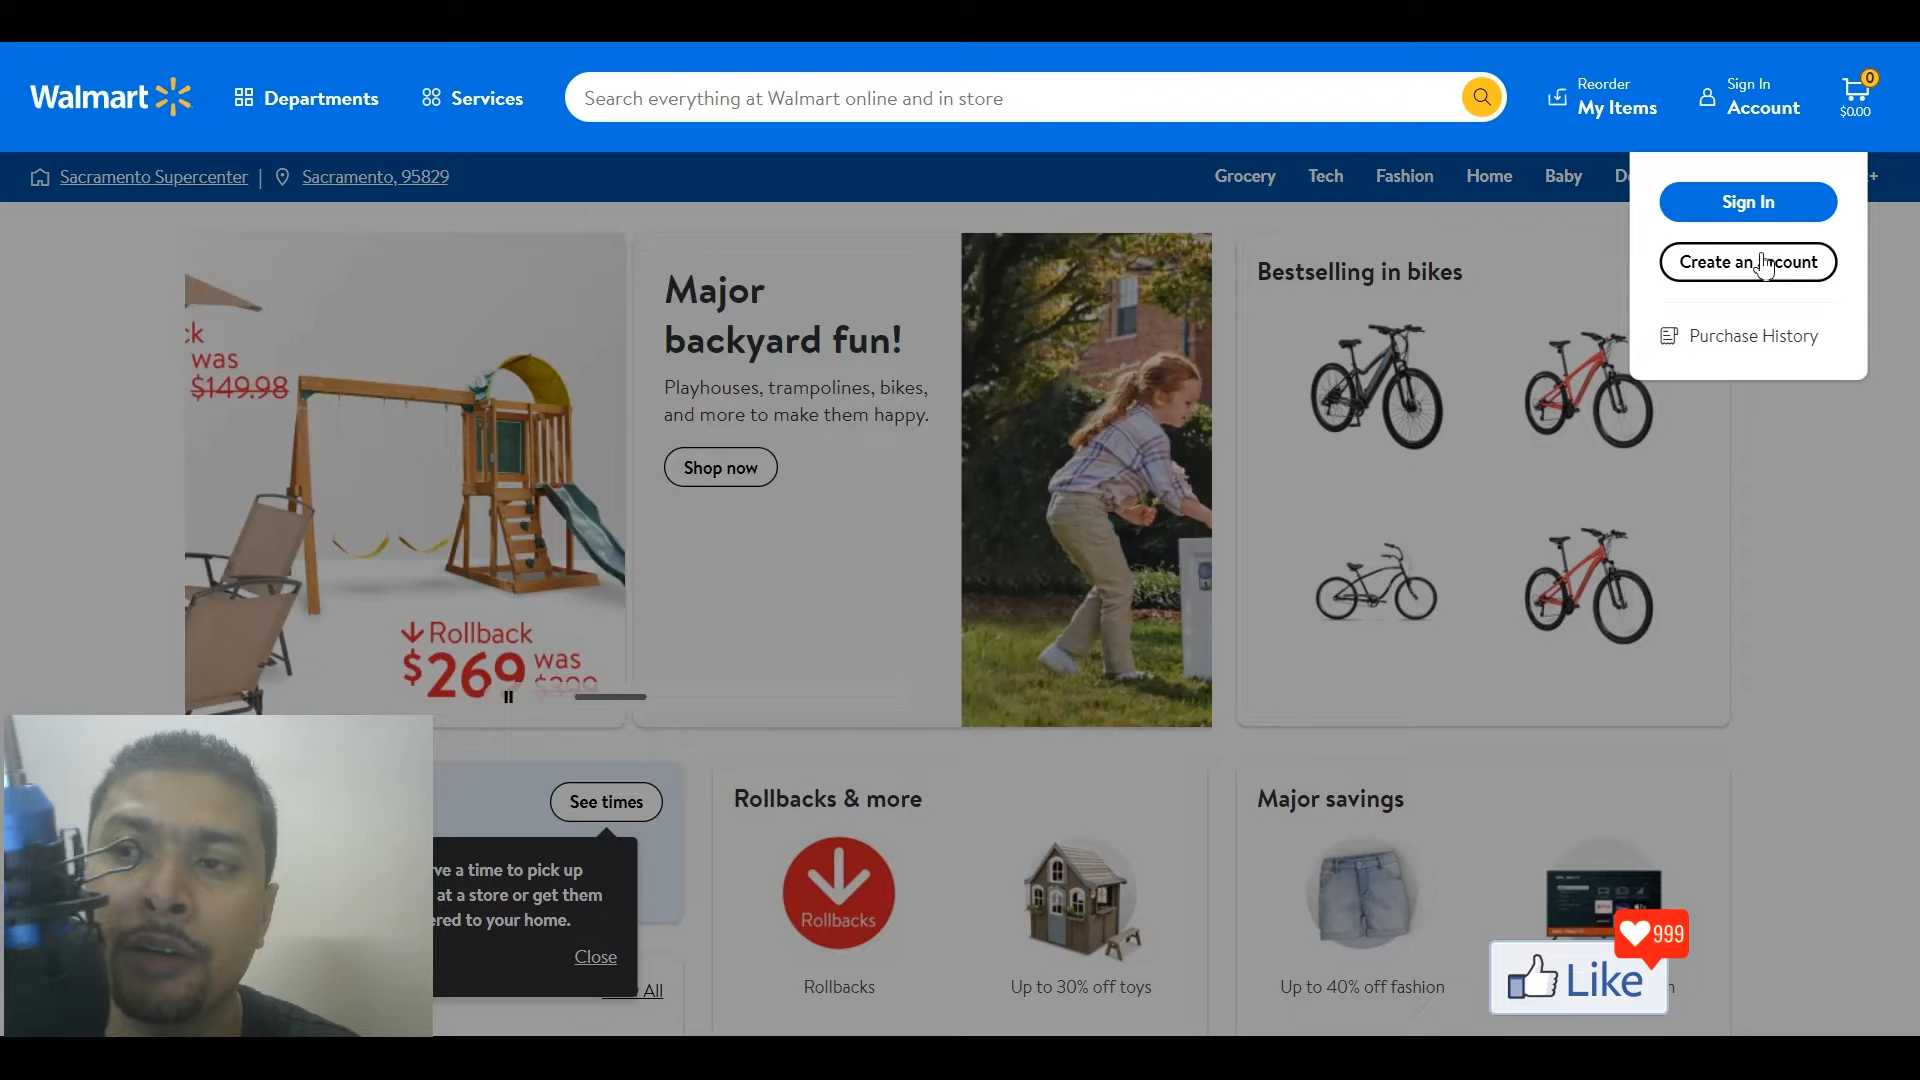 Walmart
Departments
Services
Search everything at Walmart online and in store
Reorder
My Items
Sign In
Account
0
$0.00
Sacramento Supercenter |
Sacramento, 95829
Grocery
Tech
Fashion
Home
Baby
+
Sign In
Create an account
Purchase History
was
$149.98
Rollback
$269 was
$399
Major
backyard fun!
Playhouses, trampolines, bikes,
and more to make them happy.
Shop now
Bestselling in bikes
See times
a time to pick up
at a store or get them
to your home.
Close
All
Rollbacks & more
Rollbacks
Rollbacks
Up to 30% off toys
Major savings
Up to 40% off fashion
999
Like